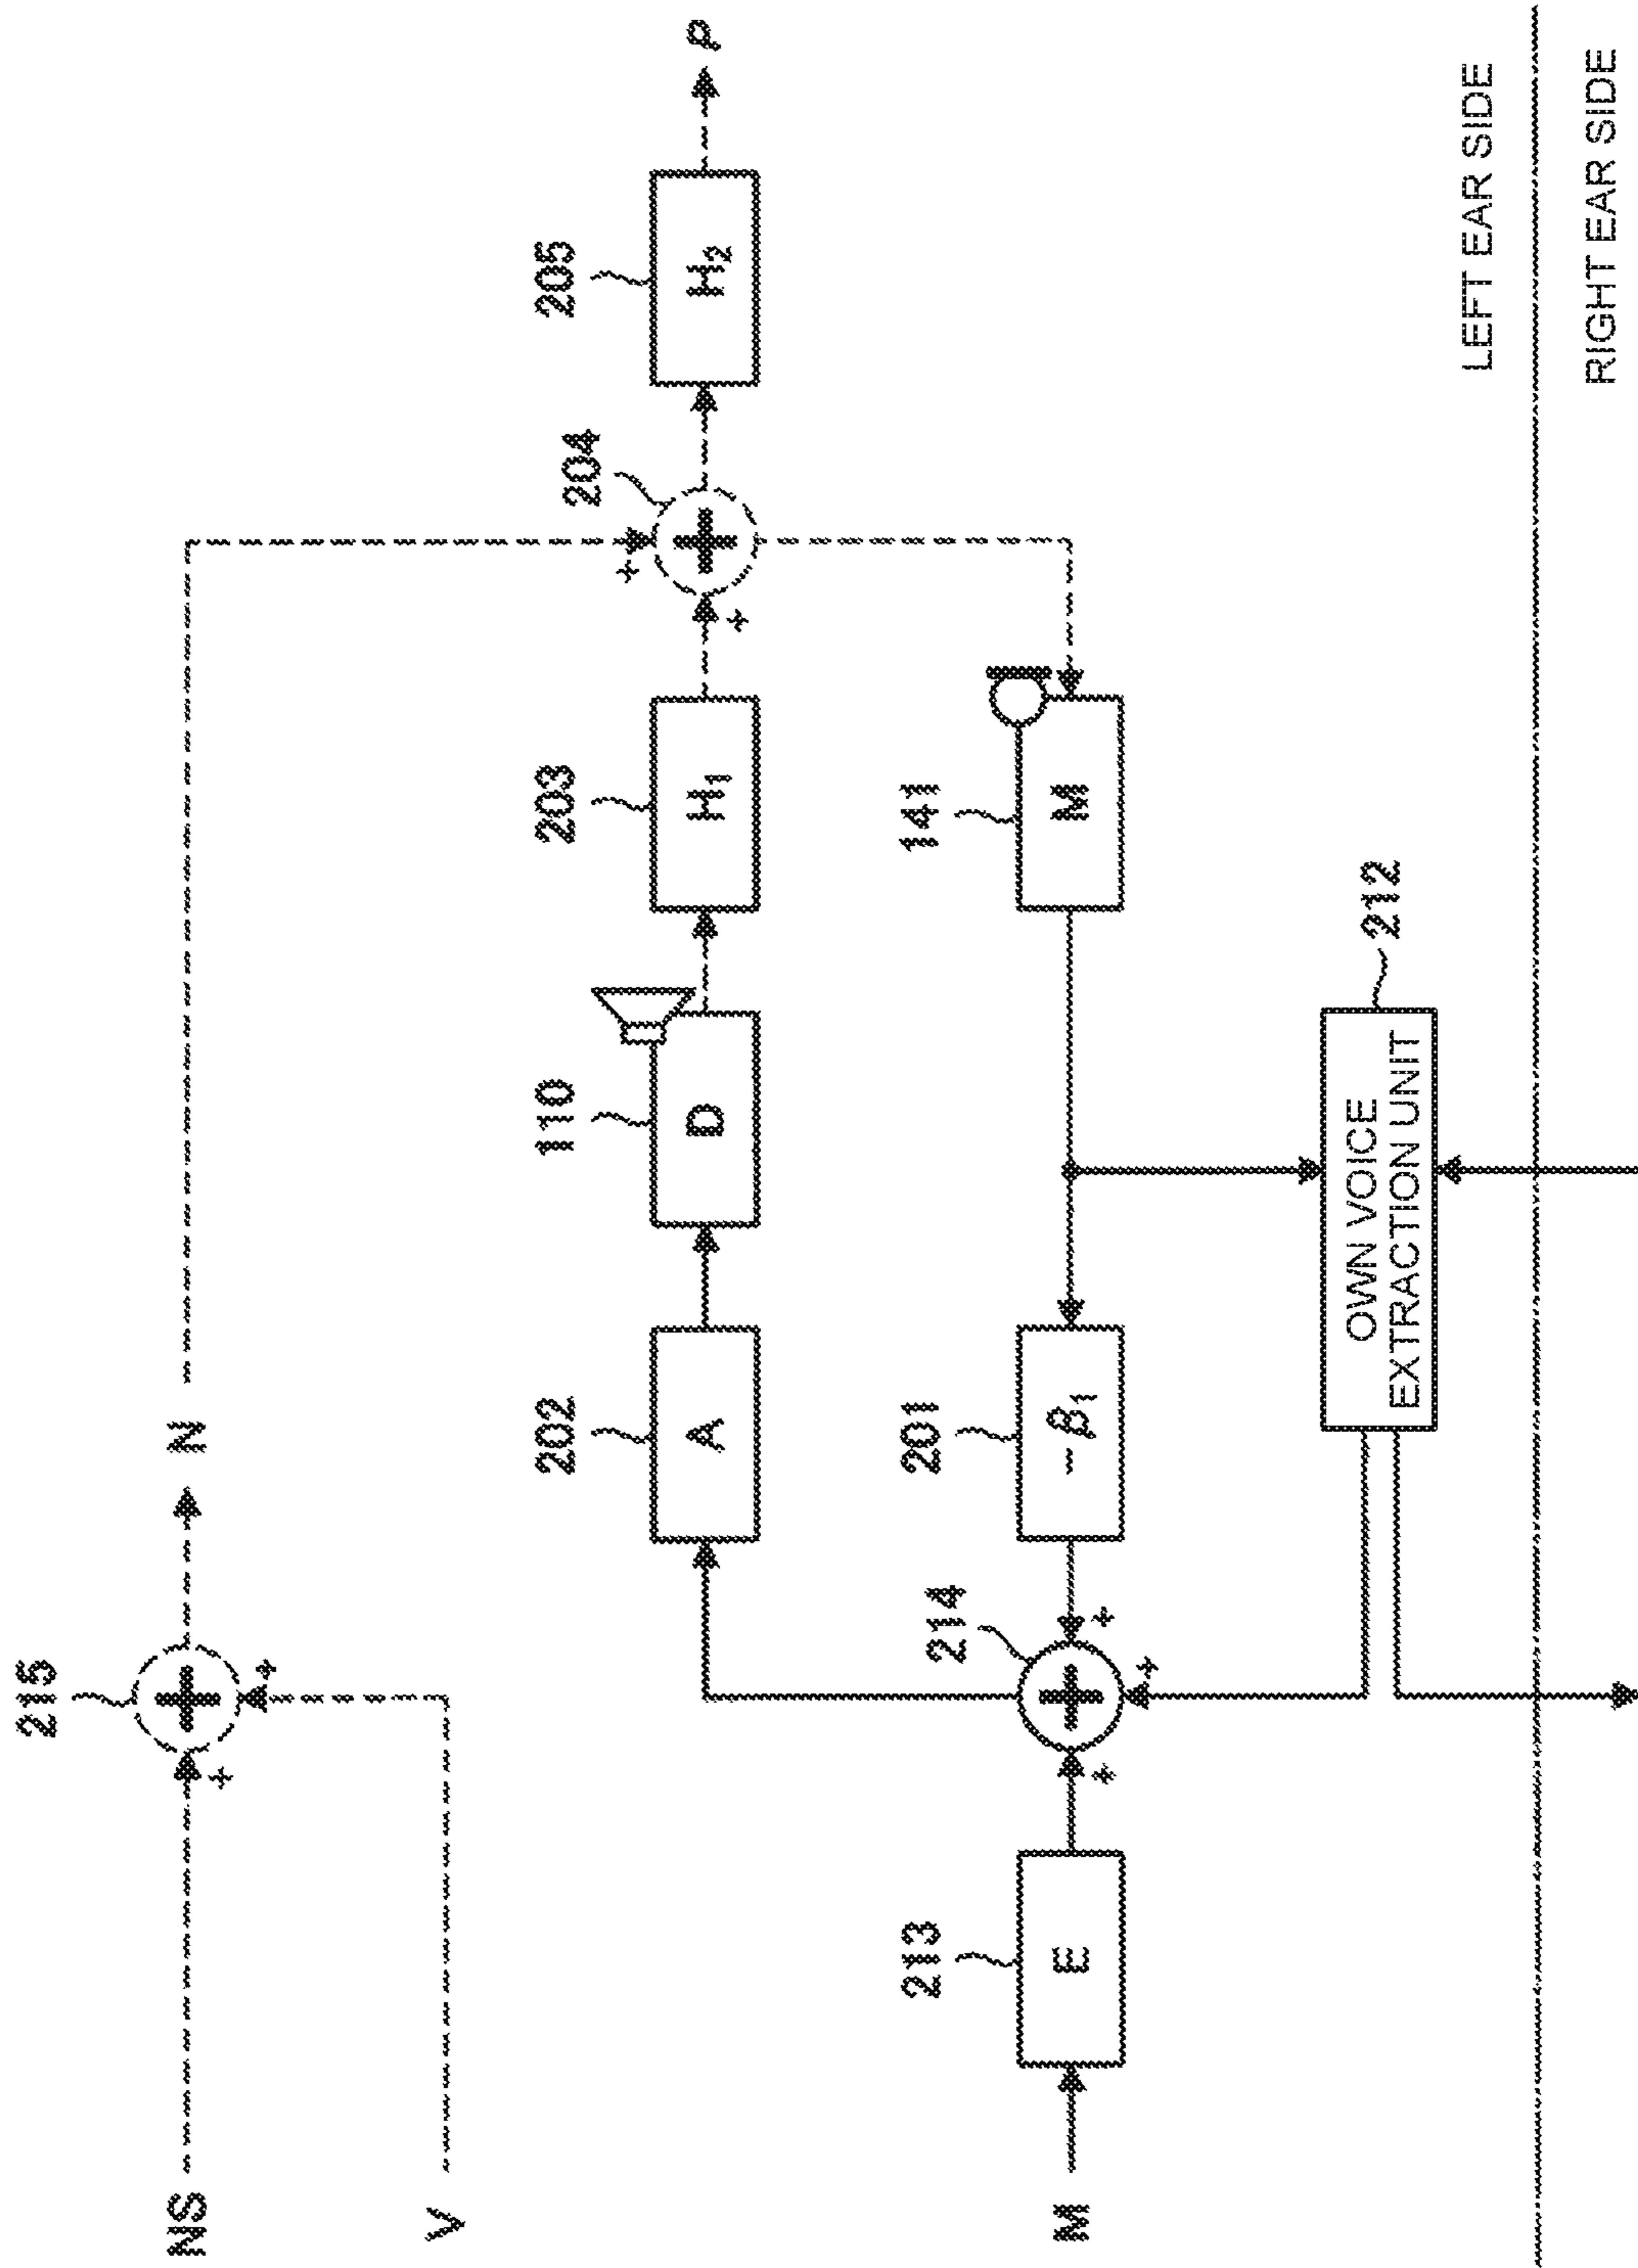 215
NS
N
V
202
110
203
204
205
A
D
H₁
H₂
P
213
214
201
141
M
E
-β₁
M
212
OWN VOICE
EXTRACTION UNIT
LEFT EAR SIDE
RIGHT EAR SIDE
+
+
+
+
+
+
+
+
+
+